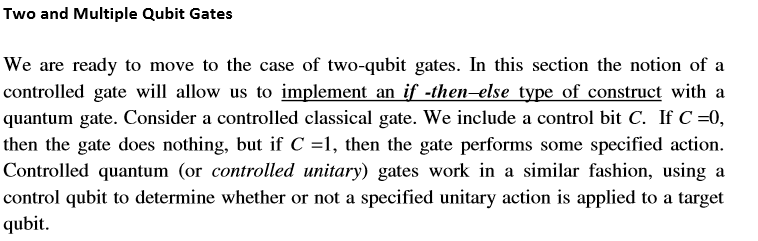 Two and Multiple Qubit Gates
We are ready to move to the case of two-qubit gates. In this section the notion of a
controlled gate will allow us to implement an if -then–else type of construct with a
quantum gate. Consider a controlled classical gate. We include a control bit C. If C =0,
then the gate does nothing, but if C =1, then the gate performs some specified action.
Controlled quantum (or controlled unitary) gates work in a similar fashion, using a
control qubit to determine whether or not a specified unitary action is applied to a target
qubit.